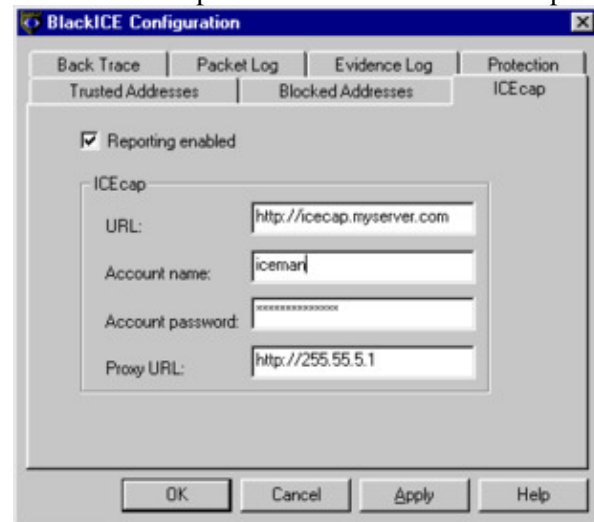 BlackICE Configuration
Back Trace Packet Log Evidence Log Protection
Trusted Addresses Blocked Addresses ICEcap
Reporting enabled
ICEcap
URL: http://icecap.myserver.com
Account name: iceman
Account password: **************
Proxy URL: http://255.55.5.1
OK Cancel Apply Help